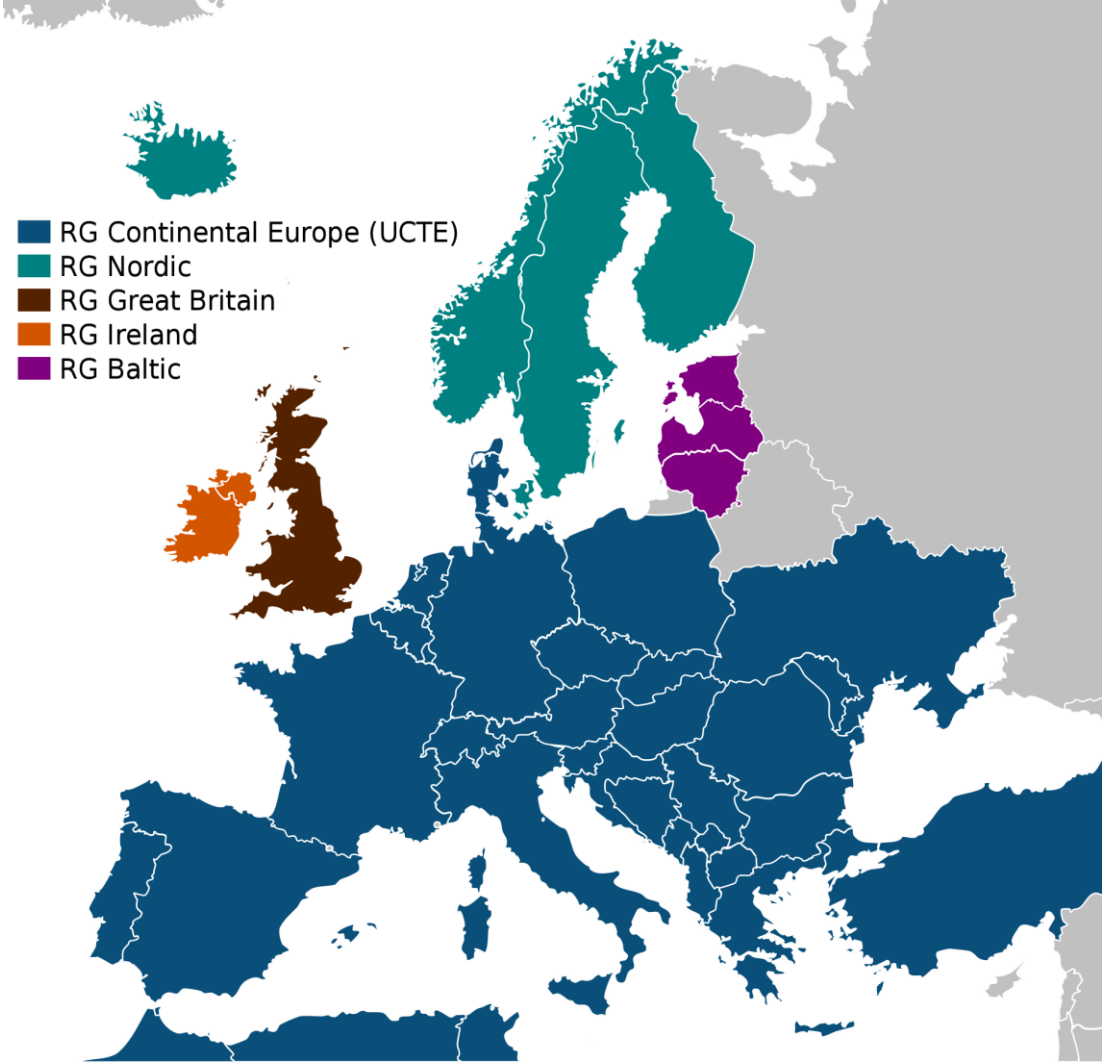 RG Continental Europe (UCTE)
RG Nordic
RG Great Britain
RG Ireland
RG Baltic